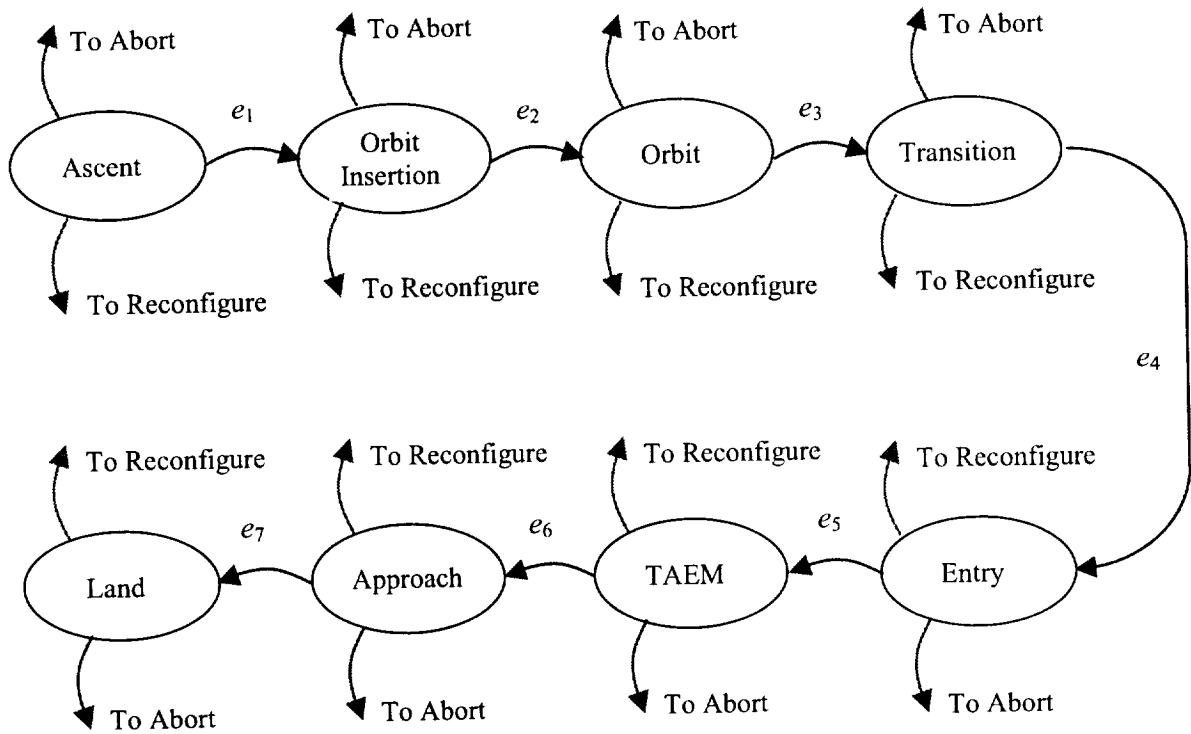 To Abort
To Abort
To Abort
To Abort
e1
e2
e3
Ascent
Orbit
Insertion
Orbit
Transition
To Reconfigure
To Reconfigure
To Reconfigure
To Reconfigure
e4
To Reconfigure
To Reconfigure
To Reconfigure
To Reconfigure
e7
e6
e5
Land
Approach
TAEM
Entry
To Abort
To Abort
To Abort
To Abort